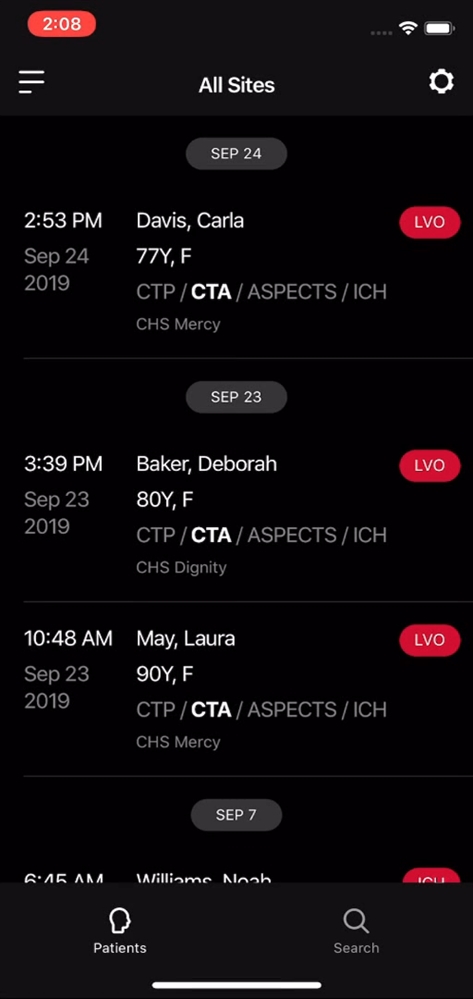 2:08
All Sites
SEP 24
2:53 PM Davis, Carla LVO
Sep 24 77Y, F
2019 CTP / CTA / ASPECTS / ICH
CHS Mercy
SEP 23
3:39 PM Baker, Deborah LVO
Sep 23 80Y, F
2019 CTP / CTA / ASPECTS / ICH
CHS Dignity
10:48 AM May, Laura LVO
Sep 23 90Y, F
2019 CTP / CTA / ASPECTS / ICH
CHS Mercy
SEP 7
6:45 AM Williams, Noah ICH
Patients Search